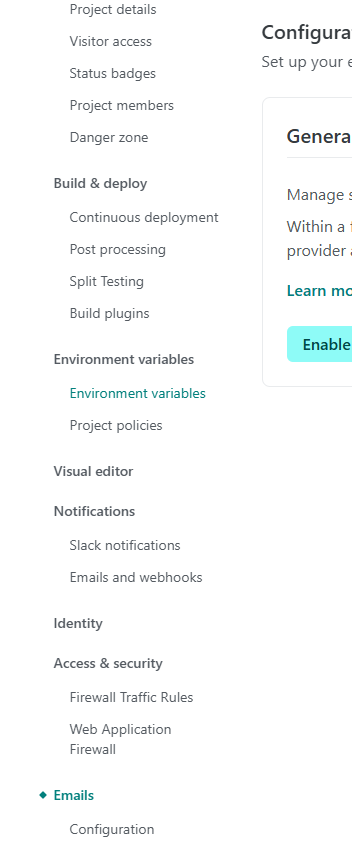 Project details
Visitor access
Status badges
Project members
Danger zone
Build & deploy
Continuous deployment
Post processing
Split Testing
Build plugins
Environment variables
Environment variables
Project policies
Visual editor
Notifications
Slack notifications
Emails and webhooks
Identity
Access & security
Firewall Traffic Rules
Web Application
Firewall
Emails
Configuration
Configura
Set up your e
Genera
Manage s
Within a f
provider a
Learn mo
Enable